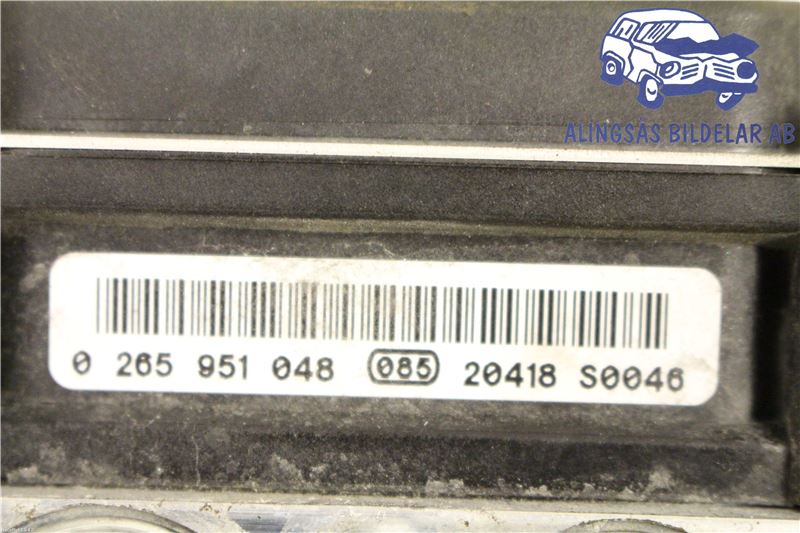 ALINGSÅS BILDELAR AB
0 265 951 048 085 20418 S0046